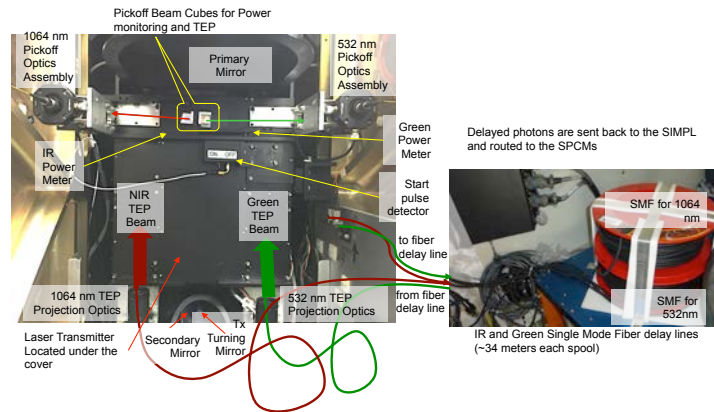 Pickoff Beam Cubes for Power
monitoring and TEP
1064 nm
Pickoff
Optics
Assembly
532 nm
Pickoff
Optics
Assembly
Primary
Mirror
Green
Power
Meter
IR
Power
Meter
ON OFF
Start
pulse
detector
NIR
TEP
Beam
Green
TEP
Beam
Delayed photons are sent back to the SIMPL
and routed to the SPCMs
SMF for 1064
nm
SMF for
532nm
to fiber
delay line
from fiber
delay line
1064 nm TEP
Projection Optics
532 nm TEP
Projection Optics
Laser Transmitter
Located under the
cover
Secondary
Mirror
Tx
Turning
Mirror
IR and Green Single Mode Fiber delay lines
(~34 meters each spool)